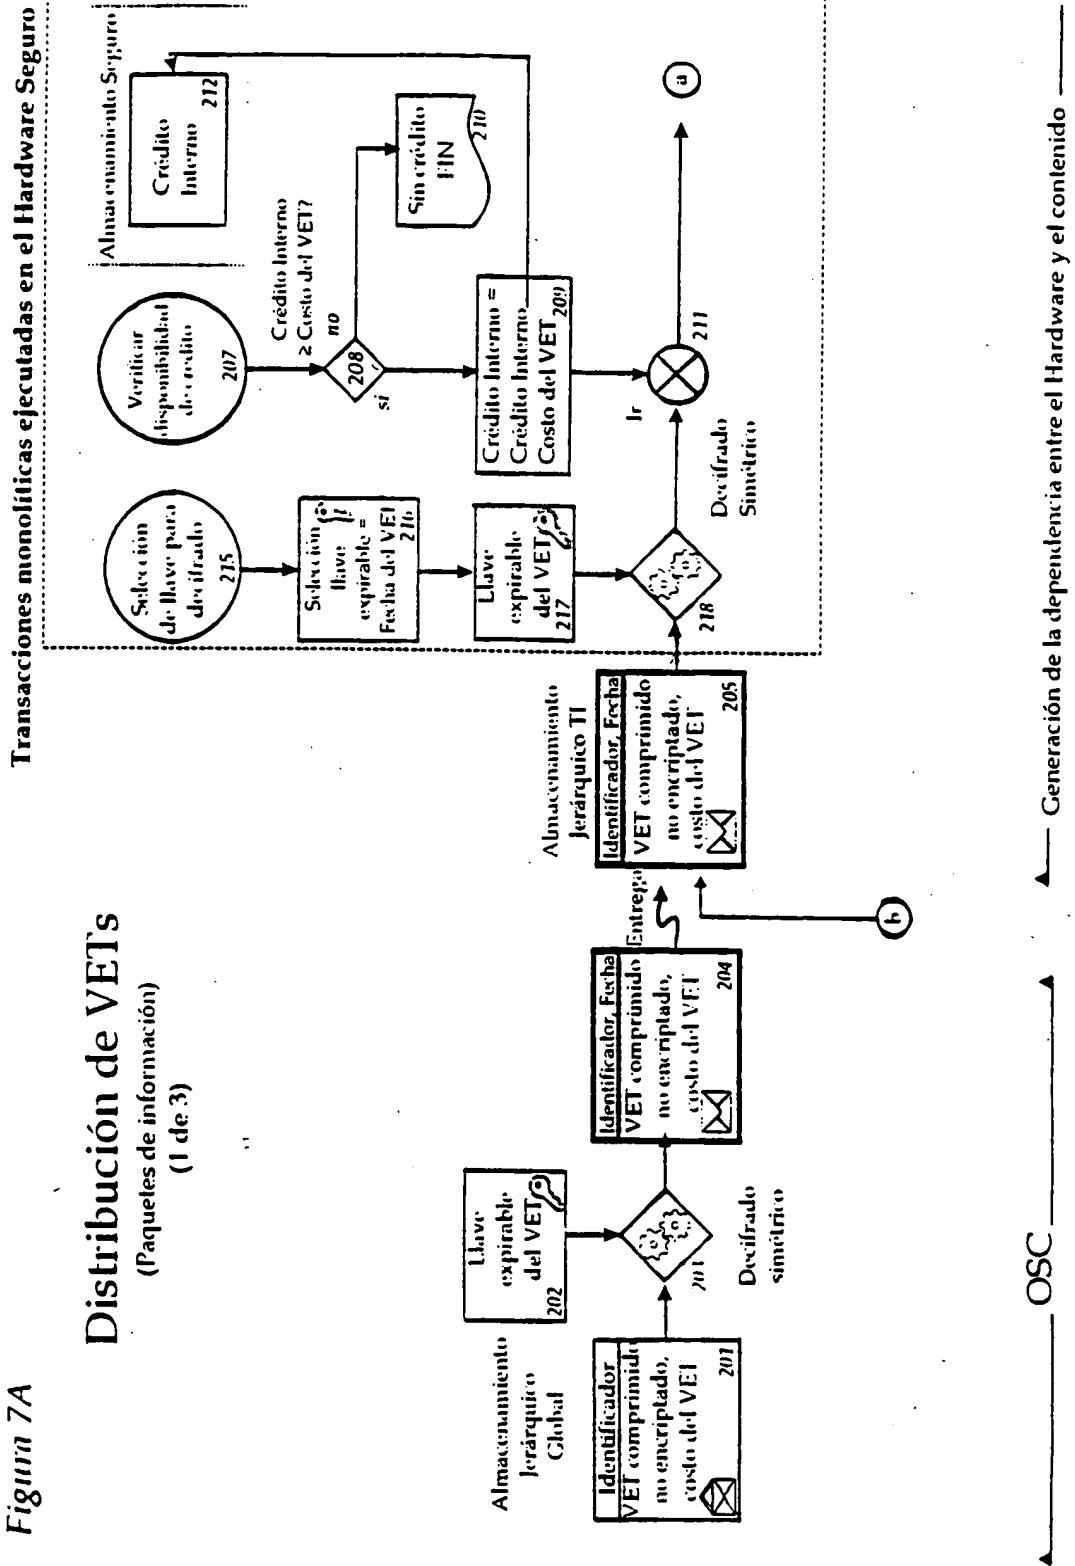 Figura 7A
Distribución de VETs
(Paquetes de información)
(1 de 3)
Transacciones monolíticas ejecutadas en el Hardware Seguro
Almacenamiento
Jerárquico
Global
Identificador
VET comprimido
no encriptado,
costo del VET
201
Llave
expirable
del VET
202
203
Decifrado
simétrico
Identificador, Fecha
VET comprimido
no encriptado,
costo del VET
204
Entrega
b
Almacenamiento
Jerárquico TI
Identificador, Fecha
VET comprimido
no encriptado,
costo del VET
205
Selección
de llave para
decifrado
215
Selección
llave
expirable =
Fecha del VET
216
Llave
expirable
del VET
217
218
Decifrado
Simétrico
Verificar
disponibilidad
de credito
207
Crédito Interno
≥ Costo del VET?
208
no
si
Crédito Interno =
Crédito Interno
Costo del VET
209
Ir
211
a
Almacenamiento Seguro
Crédito
Interno
212
Sin crédito
FIN
210
OSC
Generación de la dependencia entre el Hardware y el contenido